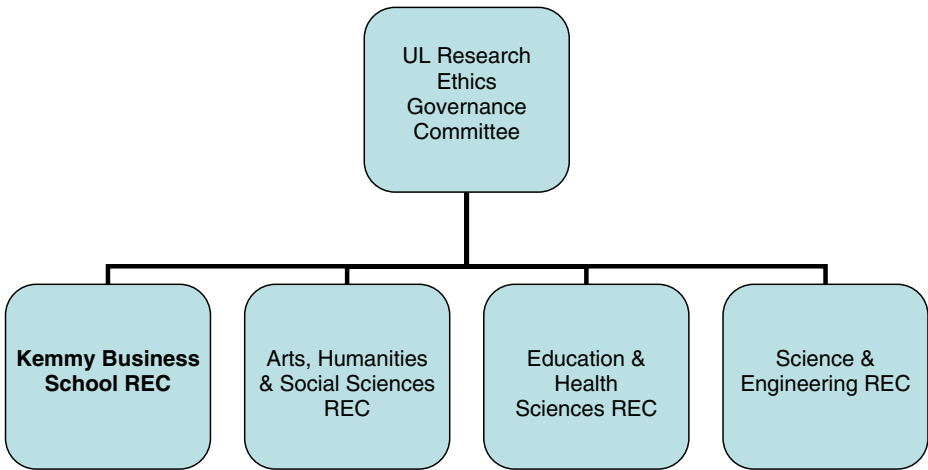 UL Research
Ethics
Governance
Committee
Kemmy Business
School REC
Arts, Humanities
& Social Sciences
REC
Education &
Health
Sciences REC
Science &
Engineering REC